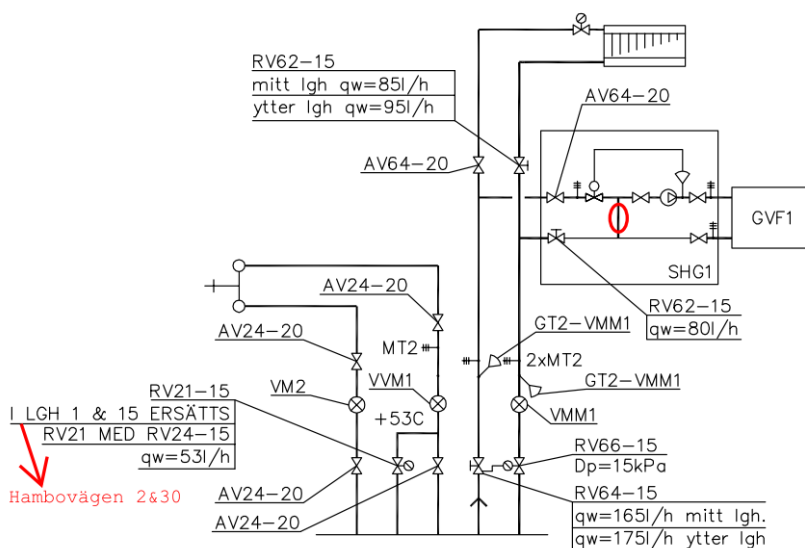 RV62-15
mitt lgh qw=85l/h
ytter lgh qw=95l/h
AV64-20
AV64-20
GVF1
SHG1
RV62-15
qw=80l/h
AV24-20
AV24-20
GT2-VMM1
MT2
2xMT2
GT2-VMM1
RV21-15
VM2
VVM1
VMM1
I LGH 1 & 15 ERSÄTTS
+53C
RV21 MED RV24-15
qw=53l/h
RV66-15
Dp=15kPa
Hambovägen 2&30
AV24-20
AV24-20
RV64-15
qw=165l/h mitt lgh.
qw=175l/h ytter lgh